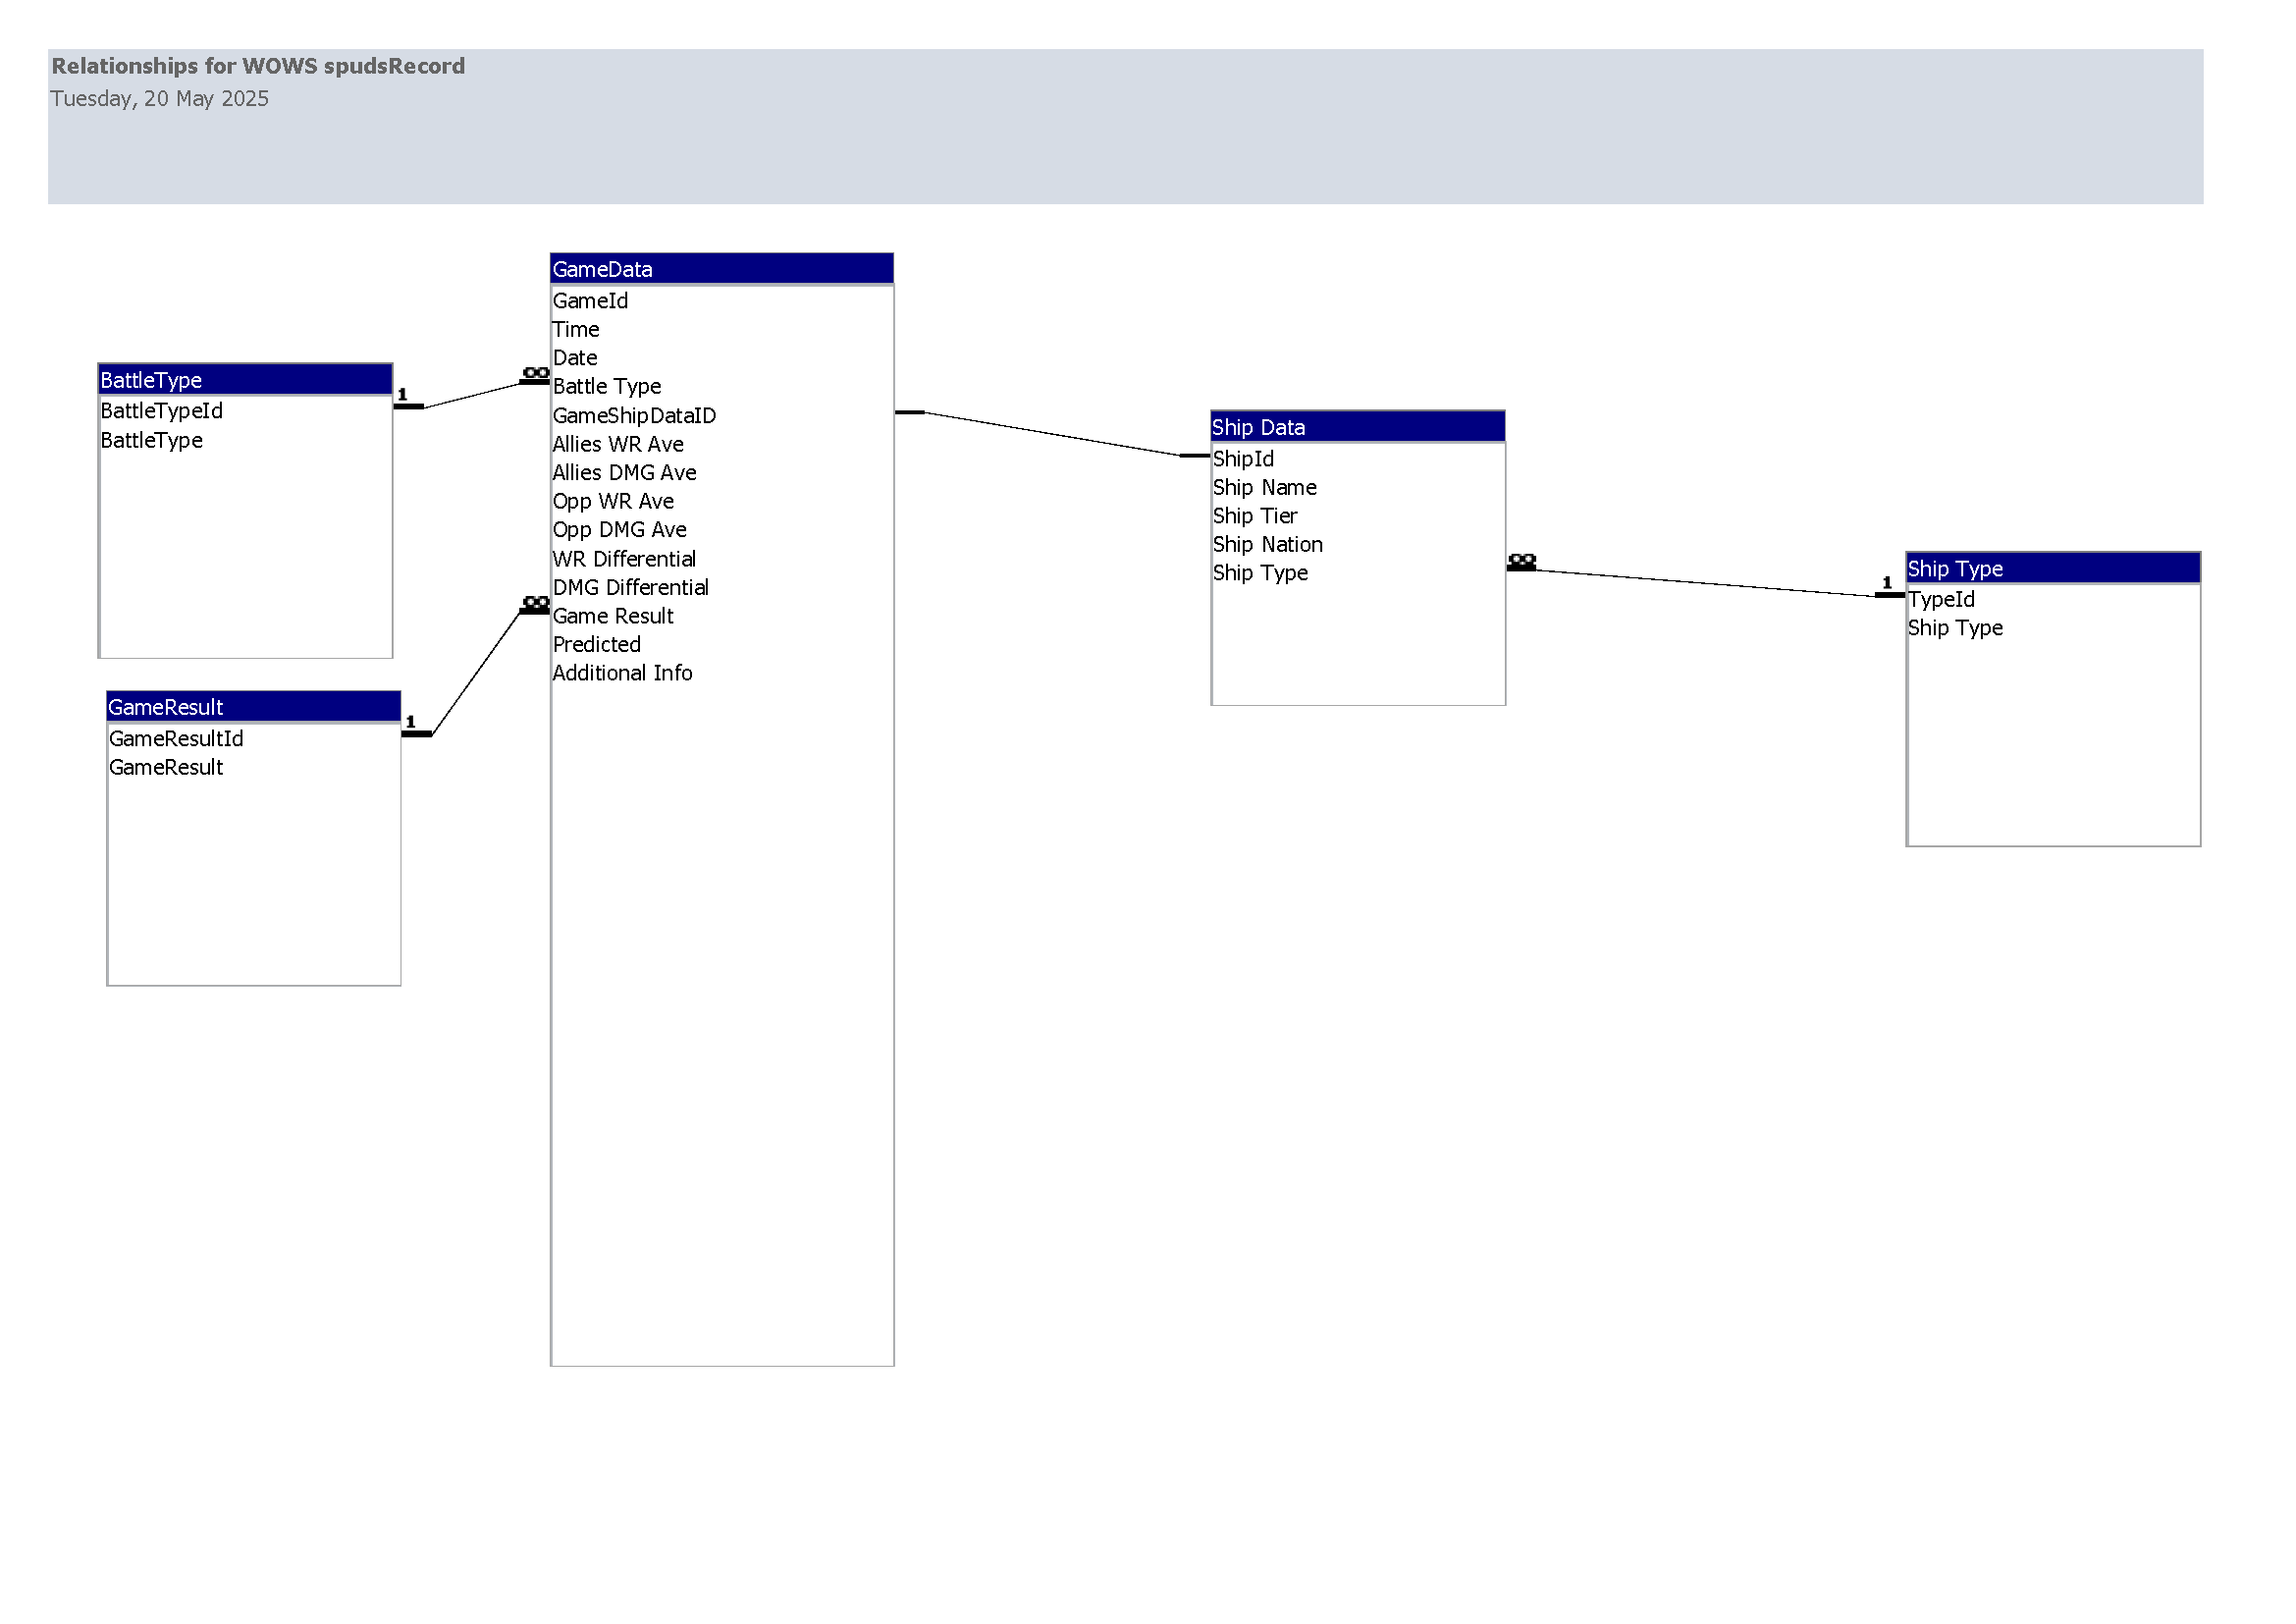 Relationships for WOWS spudsRecord
Tuesday, 20 May 2025
BattleType
BattleTypeId
BattleType
1
∞
GameResult
GameResultId
GameResult
1
∞
GameData
GameId
Time
Date
Battle Type
GameShipDataID
Allies WR Ave
Allies DMG Ave
Opp WR Ave
Opp DMG Ave
WR Differential
DMG Differential
Game Result
Predicted
Additional Info
Ship Data
ShipId
Ship Name
Ship Tier
Ship Nation
Ship Type
∞
1
Ship Type
TypeId
Ship Type